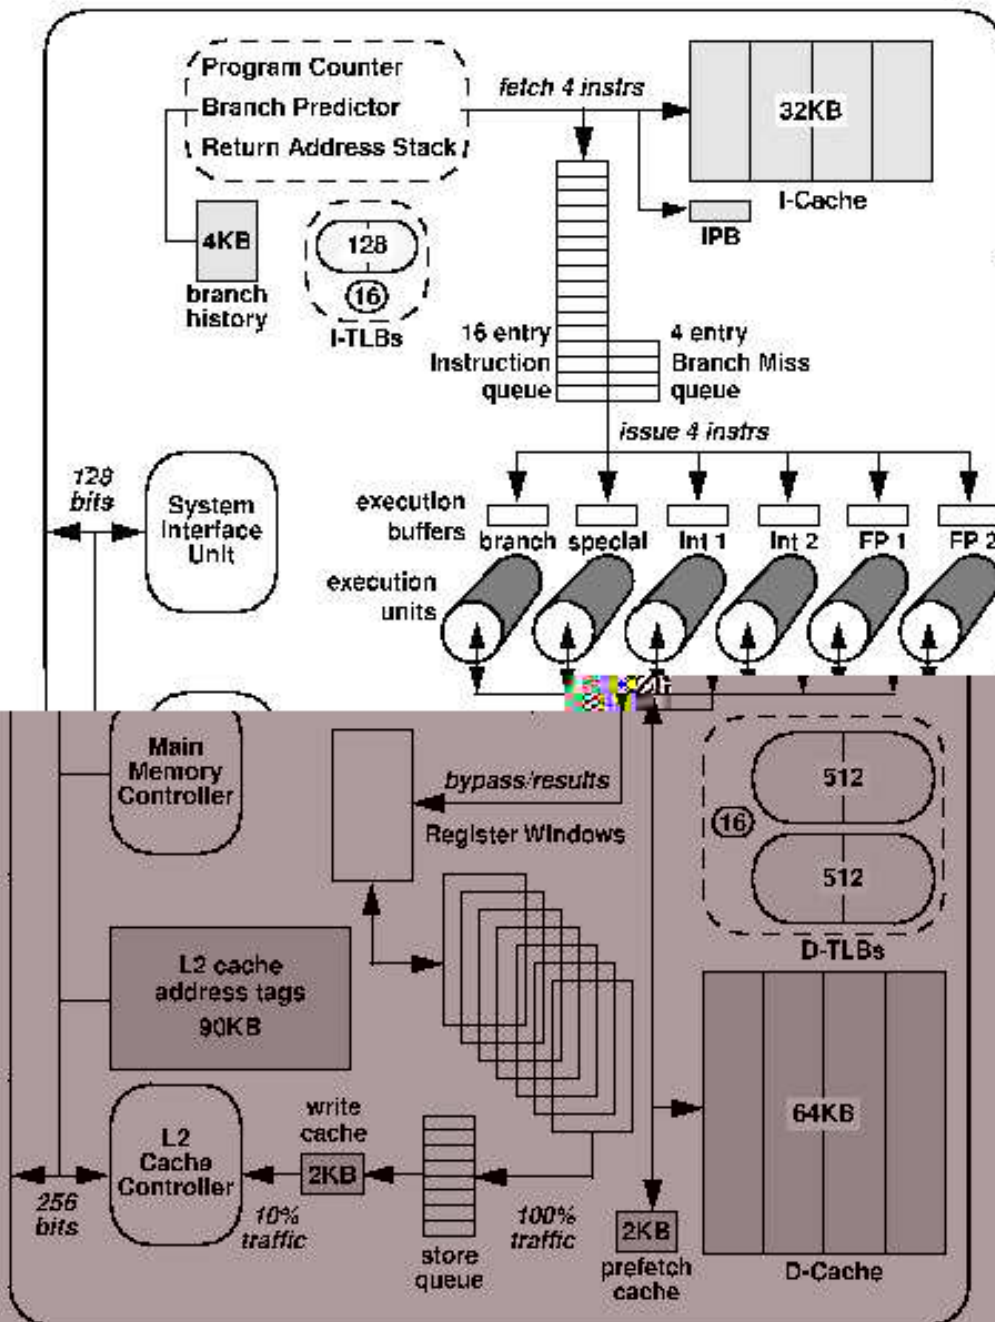 Program Counter
Branch Predictor
Return Address Stack
fetch 4 instrs
32KB
I-Cache
IPB
4KB
branch
history
128
16
I-TLBs
16 entry
Instruction
queue
4 entry
Branch Miss
queue
issue 4 instrs
128
bits
System
Interface
Unit
execution
buffers
branch
special
Int 1
Int 2
FP 1
FP 2
execution
units
Main
Memory
Controller
bypass/results
Register Windows
512
16
512
D-TLBs
L2 cache
address tags
90KB
64KB
D-Cache
L2
Cache
Controller
write
cache
2KB
256
bits
10%
traffic
store
queue
100%
traffic
2KB
prefetch
cache